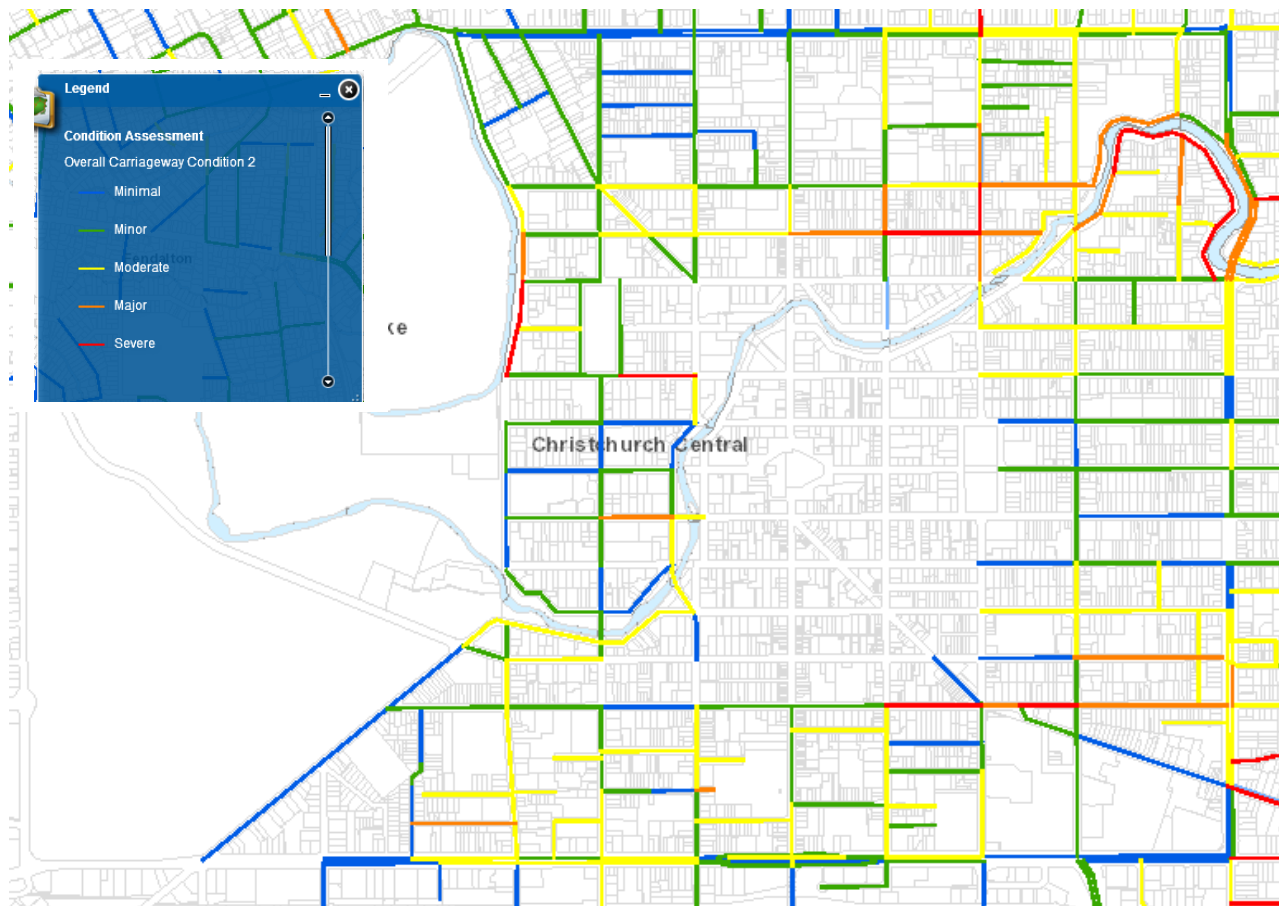 Legend
Condition Assessment
Overall Carriageway Condition 2
Minimal
Minor
Moderate
Major
Severe
Christchurch Central